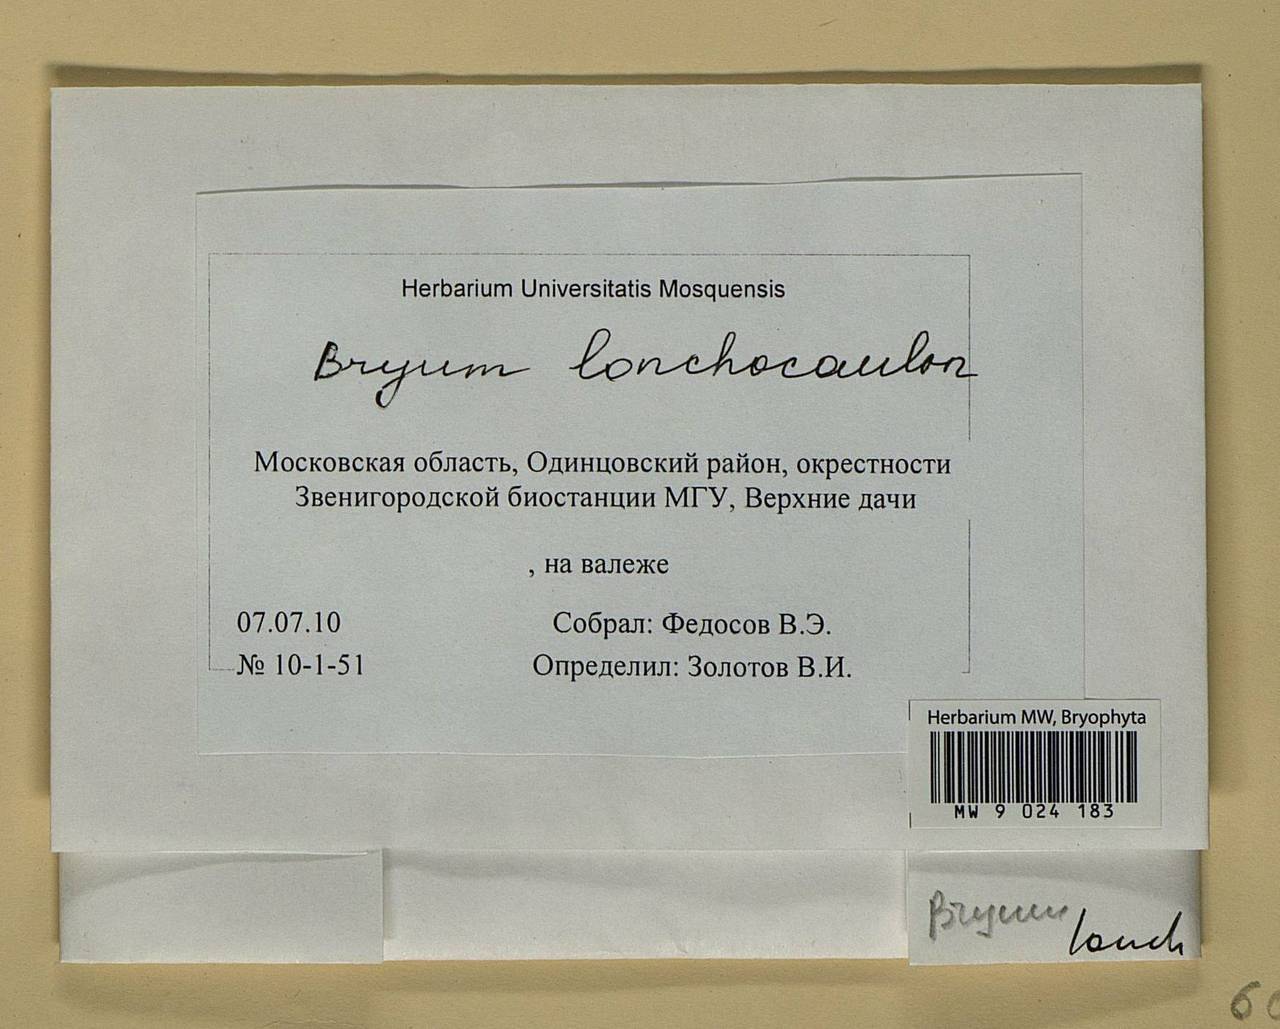 Herbarium Universitatis Mosquensis
Bryum lonchocaulon
Московская область, Одинцовский район, окрестности
Звенигородской биостанции МГУ, Верхние дачи
, на валеже
07.07.10 Собрал: Федосов В.Э.
№ 10-1-51 Определил: Золотов В.И.
Herbarium MW, Bryophyta
MW 9 024 183
Bryum
lonch